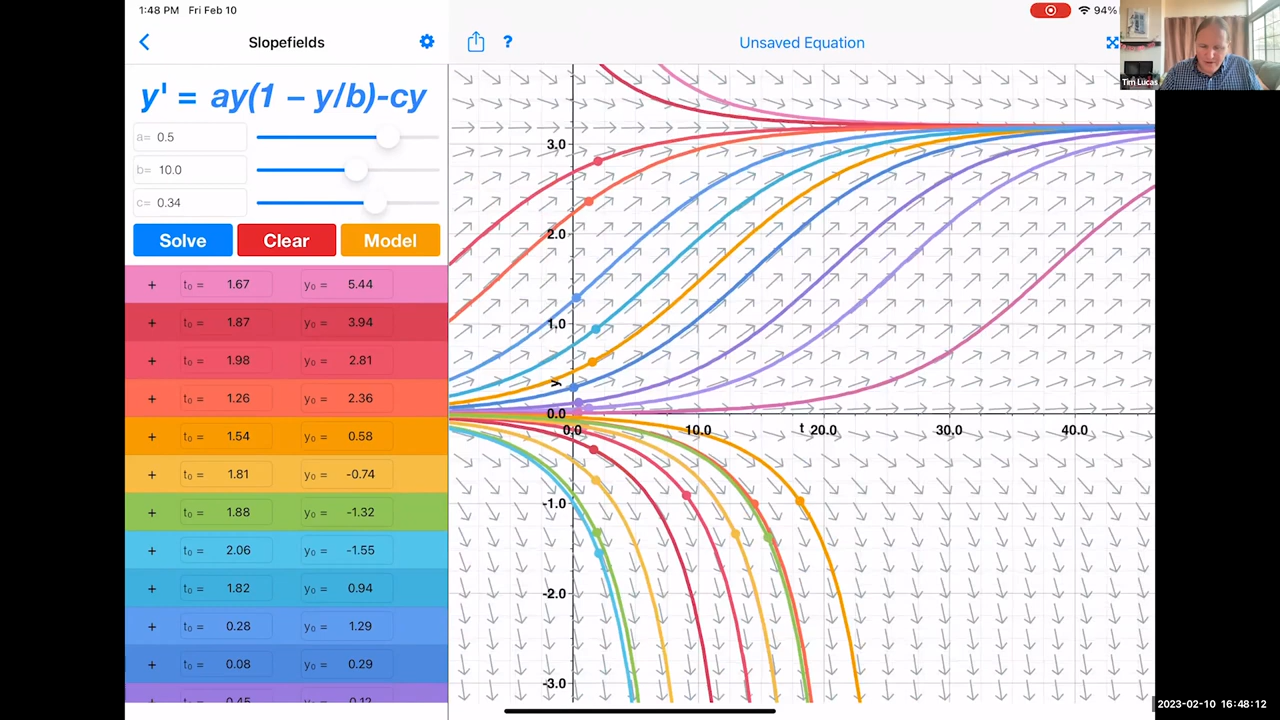 1:48 PM Fri Feb 10
94%
Slopefields
?
Unsaved Equation
Tim Lucas
y' = ay(1 − y/b)-cy
a= 0.5
b= 10.0
c= 0.34
Solve Clear Model
+ t₀ = 1.67 y₀ = 5.44
+ t₀ = 1.87 y₀ = 3.94
+ t₀ = 1.98 y₀ = 2.81
+ t₀ = 1.26 y₀ = 2.36
+ t₀ = 1.54 y₀ = 0.58
+ t₀ = 1.81 y₀ = -0.74
+ t₀ = 1.88 y₀ = -1.32
+ t₀ = 2.06 y₀ = -1.55
+ t₀ = 1.82 y₀ = 0.94
+ t₀ = 0.28 y₀ = 1.29
+ t₀ = 0.08 y₀ = 0.29
+ t₀ = 0.45 y₀ = 0.12
3.0
2.0
1.0
y
0.0
0.0 10.0 t 20.0 30.0 40.0
-1.0
-2.0
-3.0
2023-02-10 16:48:12